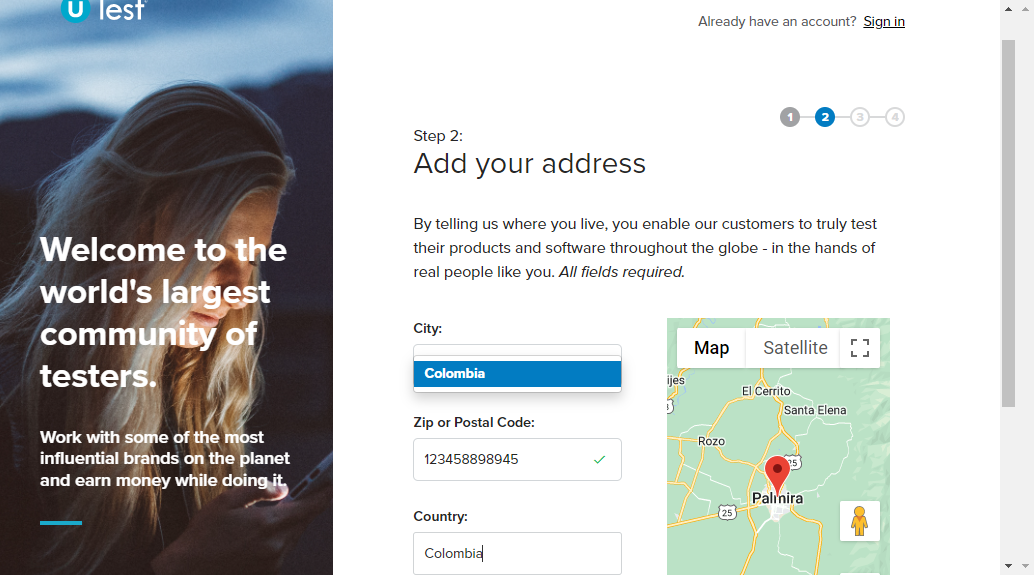 U Test
Already have an account? Sign in
1 2 3 4
Step 2:
Add your address
By telling us where you live, you enable our customers to truly test
their products and software throughout the globe - in the hands of
real people like you. All fields required.
Welcome to the
world's largest
community of
testers.
Work with some of the most
influential brands on the planet
and earn money while doing it.
City:
Colombia
Zip or Postal Code:
123458898945
Country:
Colombia
Map Satellite
ijes
El Cerrito
Santa Elena
Rozo
25
Palmira
25